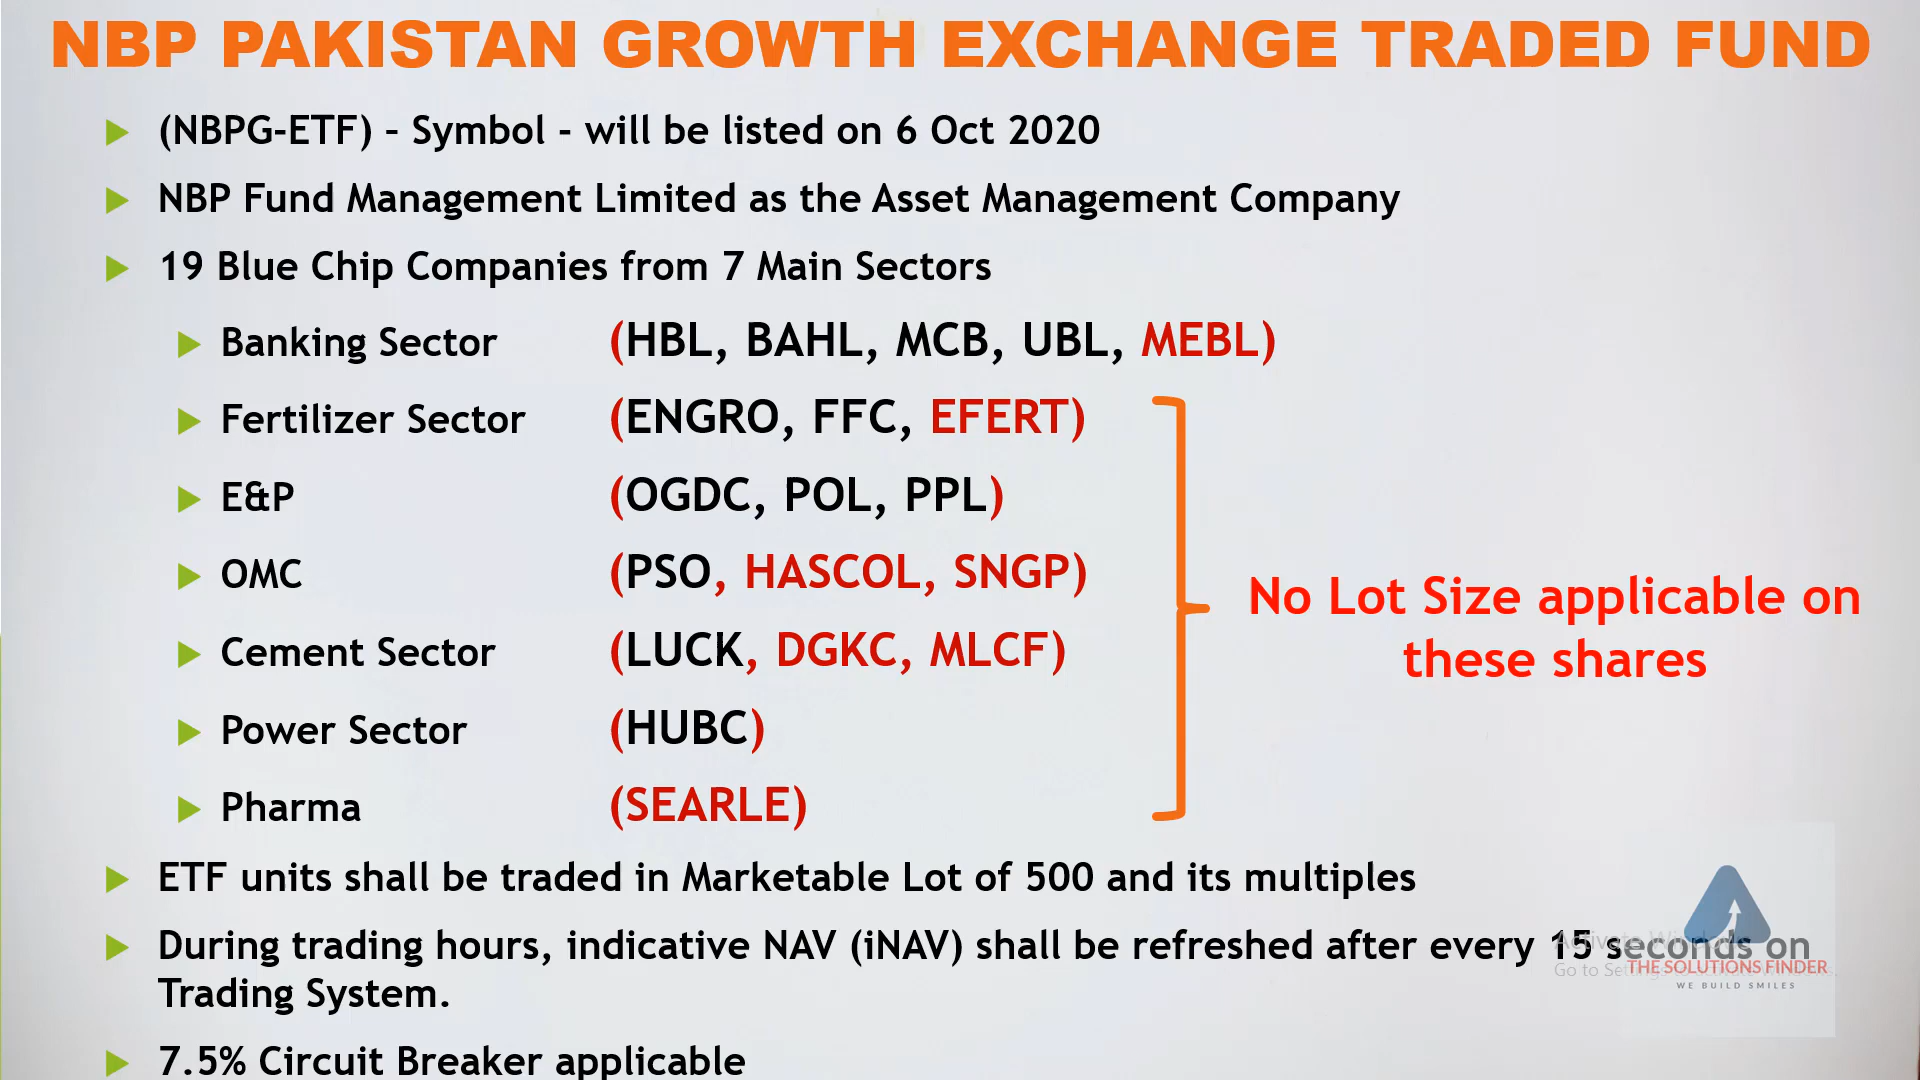 NBP PAKISTAN GROWTH EXCHANGE TRADED FUND
(NBPG-ETF) – Symbol - will be listed on 6 Oct 2020
NBP Fund Management Limited as the Asset Management Company
19 Blue Chip Companies from 7 Main Sectors
Banking Sector (HBL, BAHL, MCB, UBL, MEBL)
Fertilizer Sector (ENGRO, FFC, EFERT)
E&P (OGDC, POL, PPL)
OMC (PSO, HASCOL, SNGP)
Cement Sector (LUCK, DGKC, MLCF)
Power Sector (HUBC)
Pharma (SEARLE)
No Lot Size applicable on
these shares
ETF units shall be traded in Marketable Lot of 500 and its multiples
During trading hours, indicative NAV (iNAV) shall be refreshed after every 15 seconds on
Trading System.
7.5% Circuit Breaker applicable
Activate Windows
Go to
THE SOLUTIONS FINDER
WE BUILD SMILES